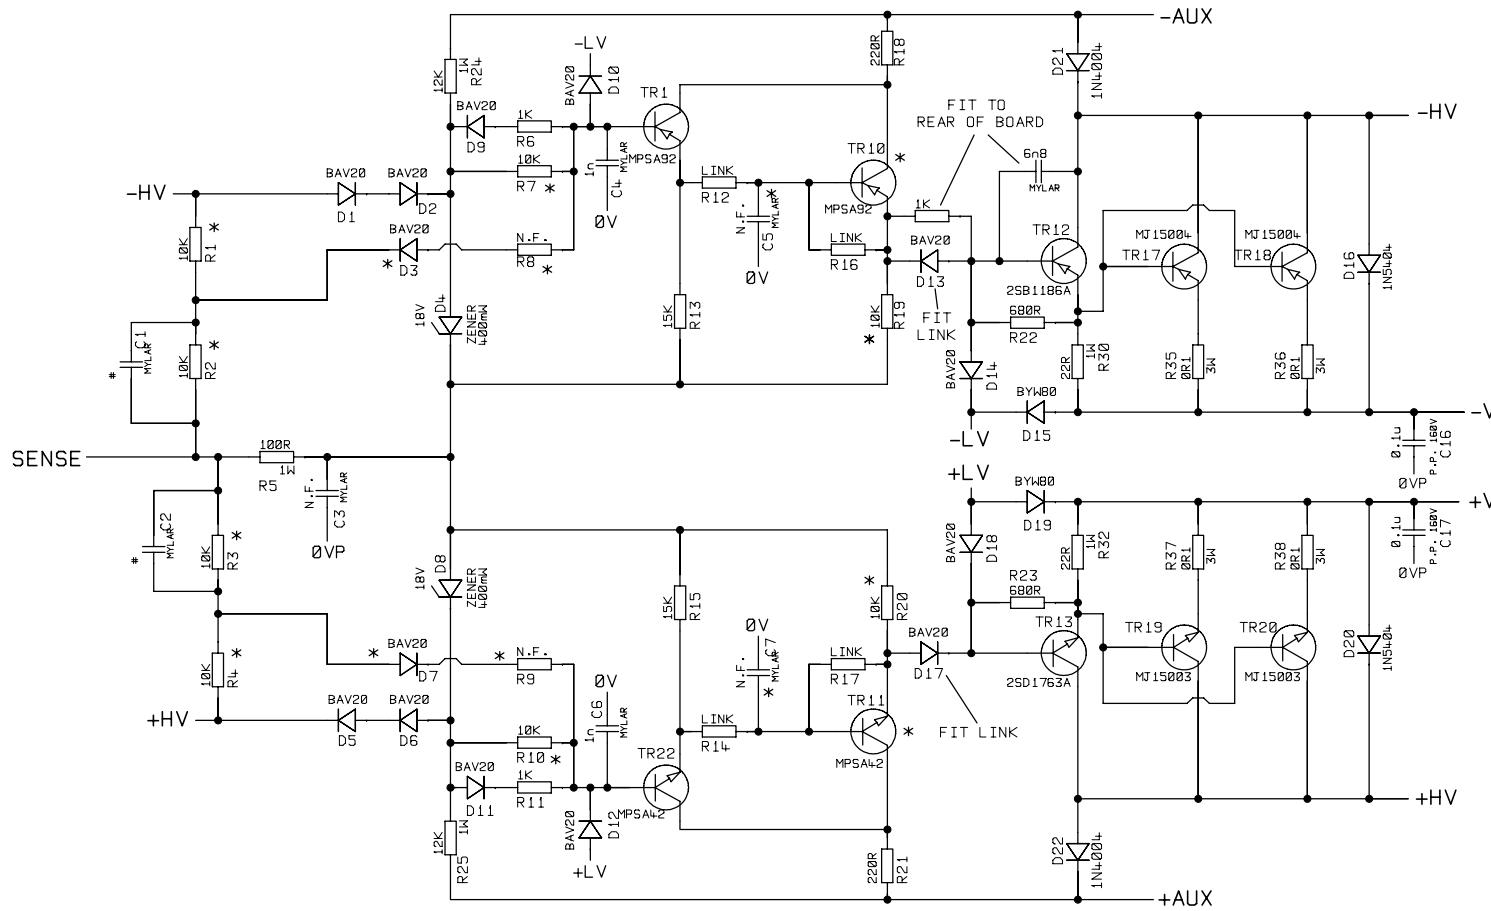 -AUX
220R
R18
D21
1N4004
-LV
12K
1W
R24
BAV20
D10
BAV20
D9
1K
R6
TR1
MPSA92
1n
C4
MYLAR
0V
10K
R7 *
FIT TO
REAR OF BOARD
-HV
6n8
MYLAR
TR10
*
MPSA92
LINK
R12
N.F.
C5
MYLAR
*
0V
LINK
R16
-HV
BAV20
D1
BAV20
D2
10K
R1
*
BAV20
* D3
N.F.
R8
*
1K
BAV20
D13
FIT
LINK
TR12
2SB1186A
MJ15004
TR17
MJ15004
TR18
D16
1N5404
18V
D4
ZENER
400mW
15K
R13
10K
R19
*
680R
R22
C1
MYLAR
#
10K
R2
*
BAV20
D14
22R
1W
R30
R35
0R1
3W
R36
0R1
3W
BYW80
D15
-LV
-V
0.1u
P.P. 160V
C16
0VP
SENSE
100R
1W
R5
N.F.
C3
MYLAR
0VP
+LV
BYW80
D19
+V
0.1u
P.P. 160V
C17
0VP
C2
MYLAR
#
10K
R3
*
18V
D8
ZENER
400mW
15K
R15
10K
R20
*
BAV20
D18
R23
680R
22R
1W
R32
R37
0R1
3W
R38
0R1
3W
10K
R4
*
*
BAV20
D7
*
N.F.
R9
0V
N.F.
C7
MYLAR
*
LINK
R17
BAV20
D17
TR13
2SD1763A
TR19
MJ15003
TR20
MJ15003
D20
1N5404
+HV
BAV20
D5
D6
0V
C6
1n
MYLAR
10K
R10 *
LINK
R14
TR11
*
MPSA42
FIT LINK
BAV20
D11
1K
R11
TR22
MPSA42
BAV20
D12
+LV
12K
1W
R25
+HV
220R
R21
D22
1N4004
+AUX